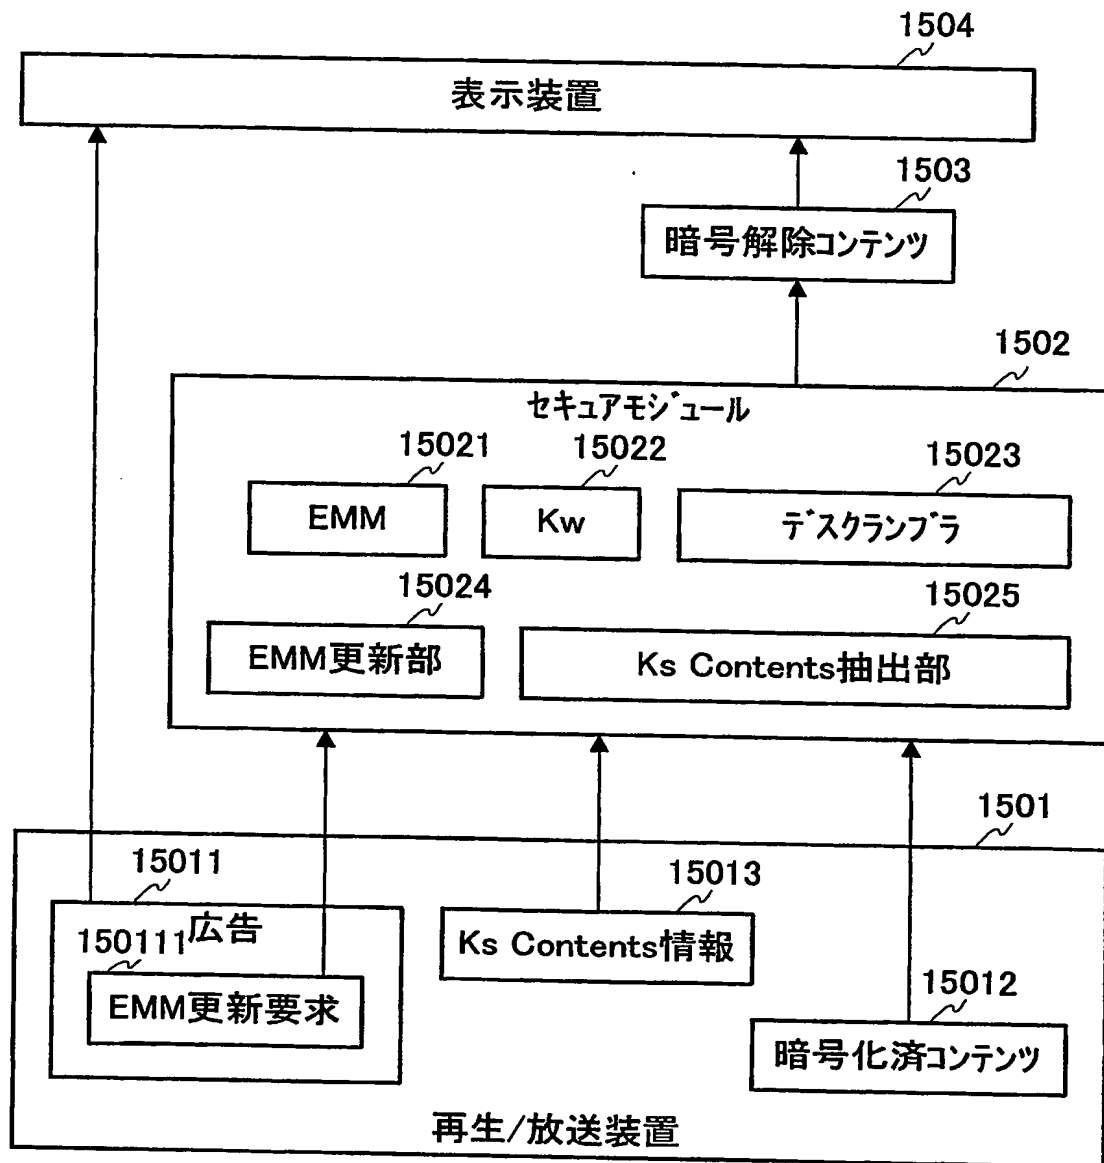 1504
表示装置
1503
暗号解除コンテンツ
1502
セキュアモジュール
15021
15022
15023
EMM
Kw
デスクランブラ
15024
15025
EMM更新部
Ks Contents抽出部
1501
15011
15013
広告
150111
Ks Contents情報
EMM更新要求
15012
暗号化済コンテンツ
再生/放送装置